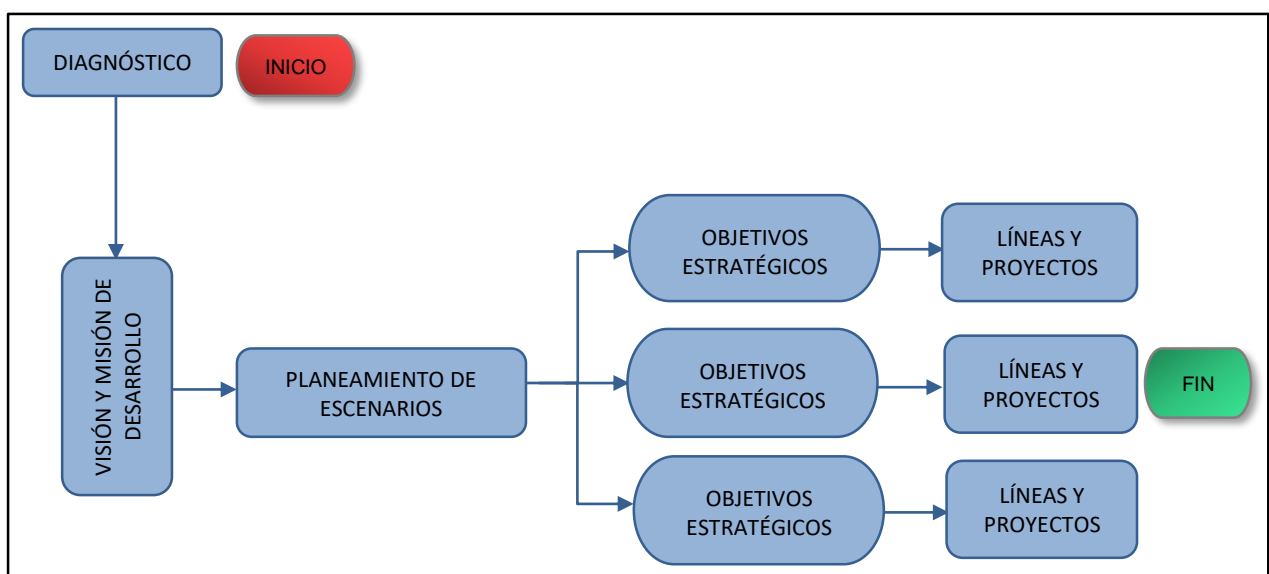 DIAGNÓSTICO
INICIO
VISIÓN Y MISIÓN DE
DESARROLLO
PLANEAMIENTO DE
ESCENARIOS
OBJETIVOS
ESTRATÉGICOS
LÍNEAS Y
PROYECTOS
OBJETIVOS
ESTRATÉGICOS
LÍNEAS Y
PROYECTOS
FIN
OBJETIVOS
ESTRATÉGICOS
LÍNEAS Y
PROYECTOS